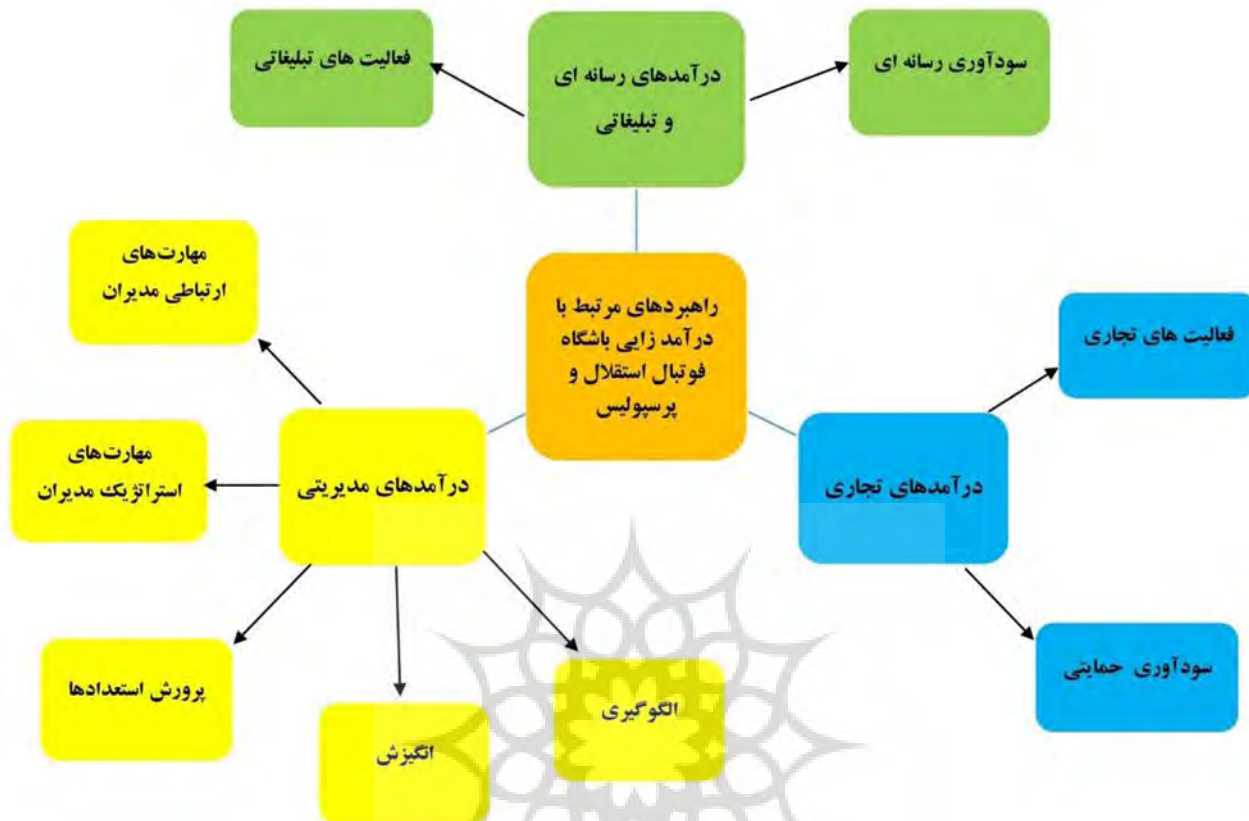 سودآوری رسانه ای
درآمدهای رسانه ای
و تبلیغاتی
فعالیت های تبلیغاتی
راهبردهای مرتبط با
درآمد زایی باشگاه
فوتبال استقلال و
پرسپولیس
فعالیت های تجاری
درآمدهای تجاری
سودآوری حمایتی
درآمدهای مدیریتی
مهارت‌های
ارتباطی مدیران
مهارت‌های
استراتژیک مدیران
پرورش استعدادها
انگیزش
الگوگیری